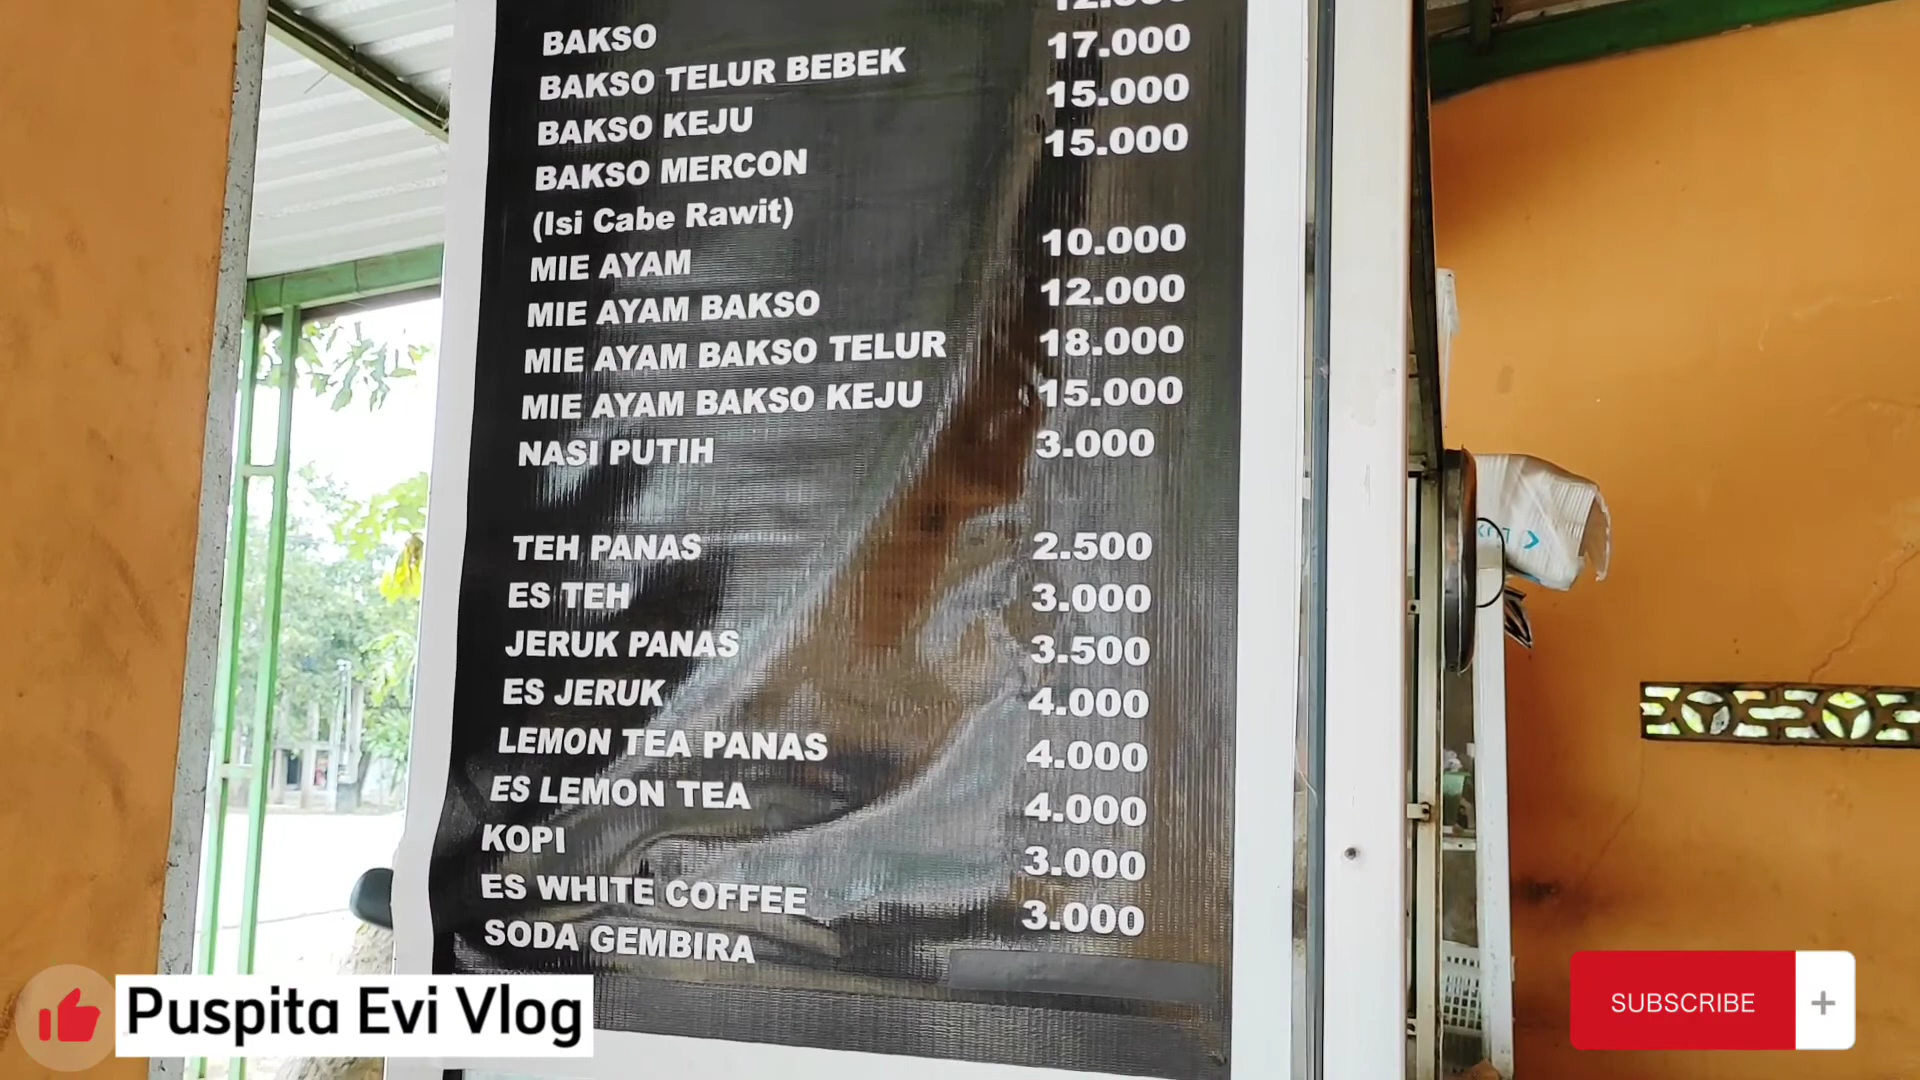 BAKSO 12.000
BAKSO TELUR BEBEK 17.000
BAKSO KEJU 15.000
BAKSO MERCON 15.000
(Isi Cabe Rawit)
MIE AYAM 10.000
MIE AYAM BAKSO 12.000
MIE AYAM BAKSO TELUR 18.000
MIE AYAM BAKSO KEJU 15.000
NASI PUTIH 3.000
TEH PANAS 2.500
ES TEH 3.000
JERUK PANAS 3.500
ES JERUK 4.000
LEMON TEA PANAS 4.000
ES LEMON TEA 4.000
KOPI 3.000
ES WHITE COFFEE 3.000
SODA GEMBIRA
Puspita Evi Vlog
SUBSCRIBE +